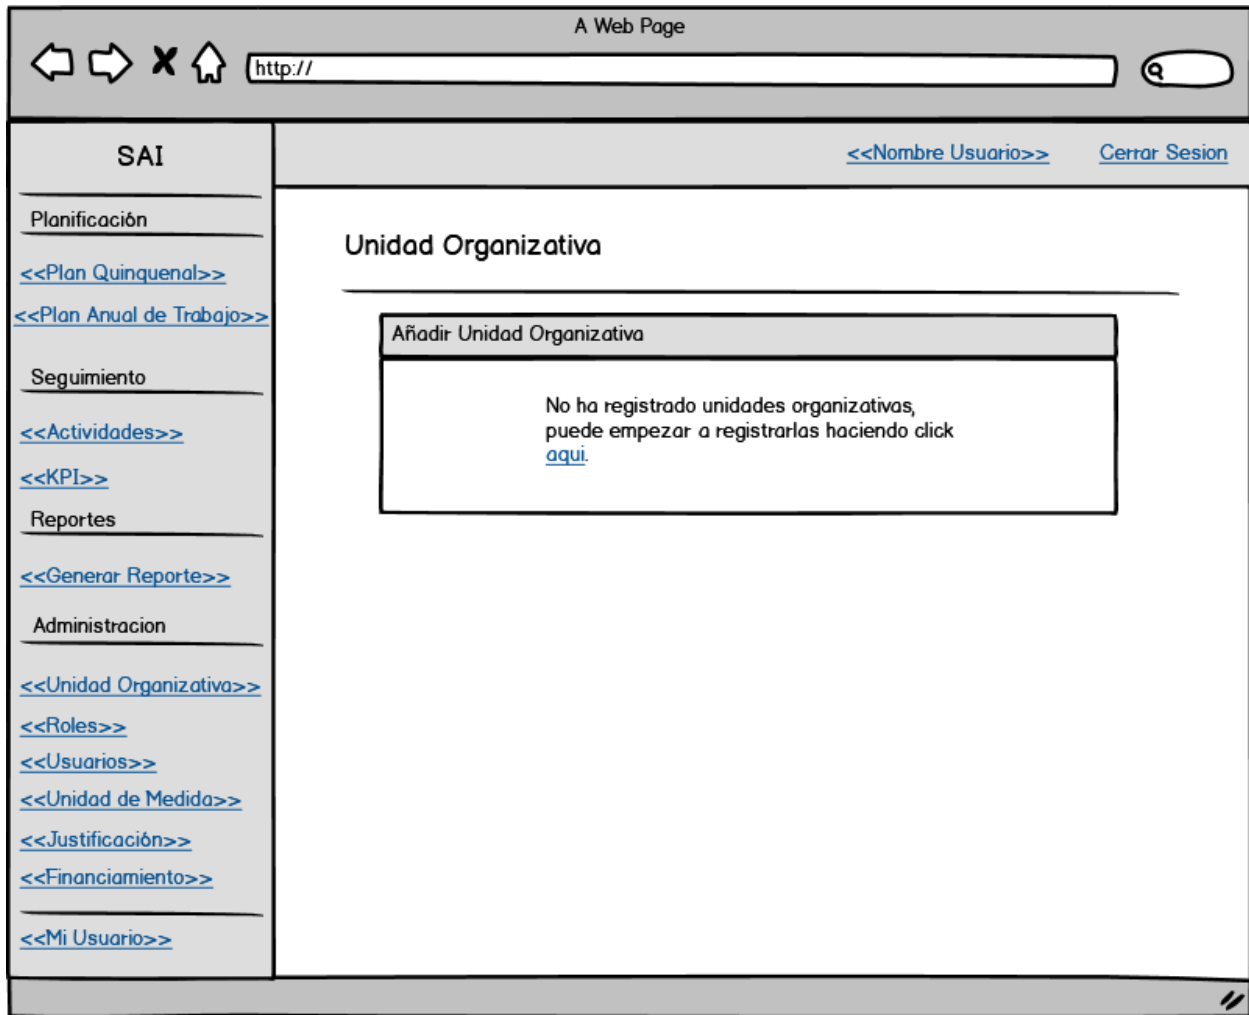 A Web Page
http://
SAI
<<Nombre Usuario>>
Cerrar Sesion
Planificación
<<Plan Quinquenal>>
<<Plan Anual de Trabajo>>
Seguimiento
<<Actividades>>
<<KPI>>
Reportes
<<Generar Reporte>>
Administracion
<<Unidad Organizativa>>
<<Roles>>
<<Usuarios>>
<<Unidad de Medida>>
<<Justificación>>
<<Financiamiento>>
<<Mi Usuario>>
Unidad Organizativa
Añadir Unidad Organizativa
No ha registrado unidades organizativas,
puede empezar a registrarlas haciendo click
aqui.